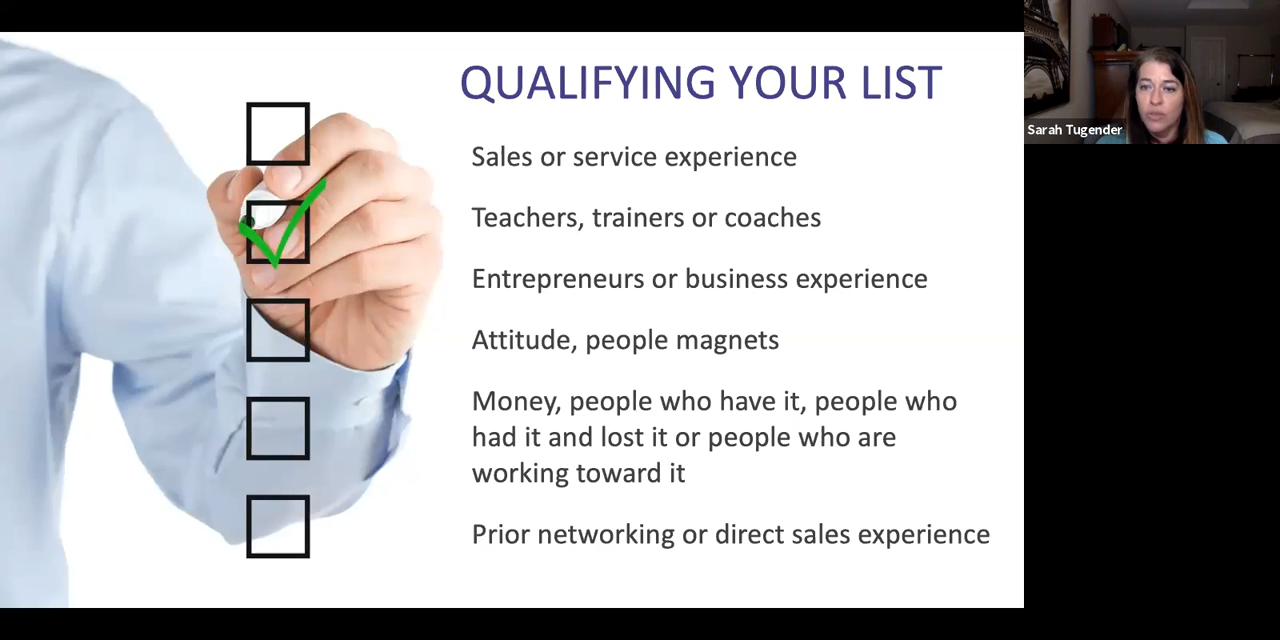 QUALIFYING YOUR LIST
Sales or service experience
Teachers, trainers or coaches
Entrepreneurs or business experience
Attitude, people magnets
Money, people who have it, people who
had it and lost it or people who are
working toward it
Prior networking or direct sales experience
Sarah Tugender